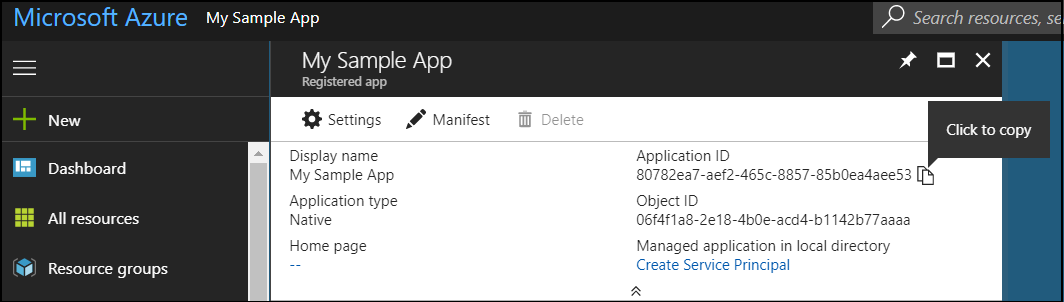 Microsoft Azure My Sample App
Search resources, se
My Sample App
Registered app
New
Dashboard
All resources
Resource groups
Settings Manifest Delete
Click to copy
Display name
My Sample App
Application ID
80782ea7-aef2-465c-8857-85b0ea4aee53
Application type
Native
Object ID
06f4f1a8-2e18-4b0e-acd4-b1142b77aaaa
Home page
--
Managed application in local directory
Create Service Principal